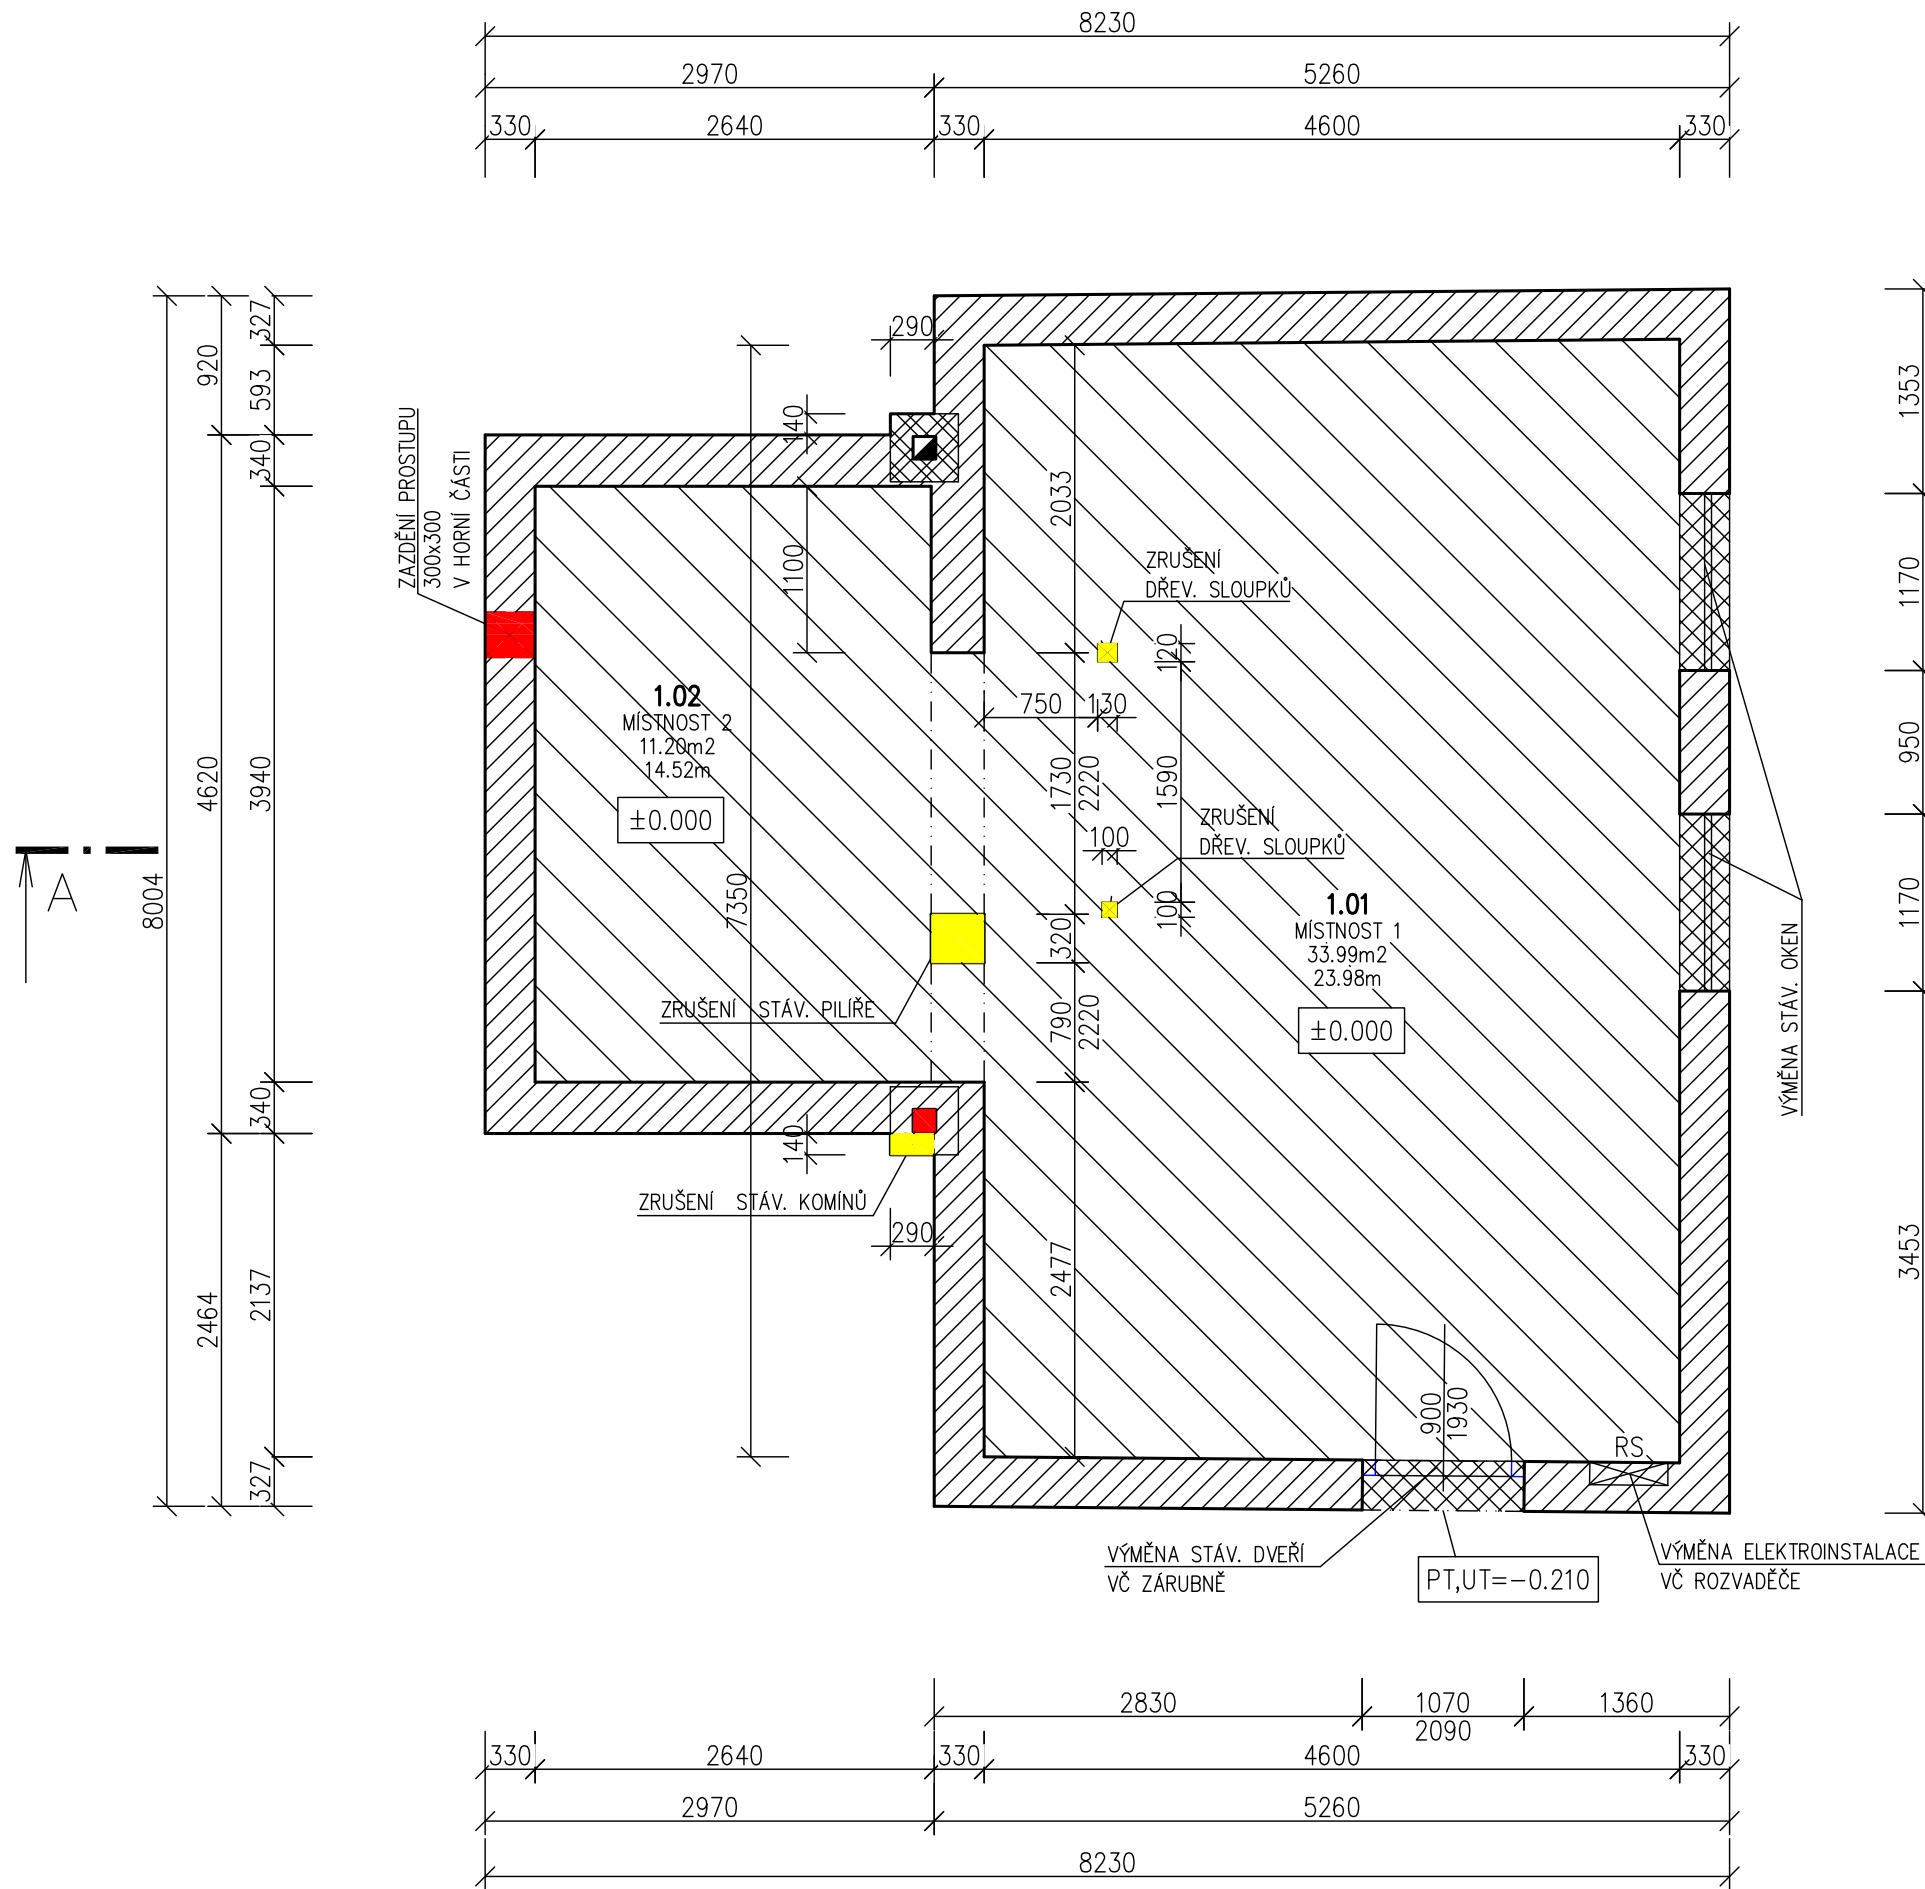 8230
2970 5260
330 2640 330 4600 330
327
920
593
340
290
140
ZAZDĚNÍ PROSTUPU
300x300
V HORNÍ ČÁSTI
1353
2033
1100
ZRUŠENÍ
DŘEV. SLOUPKŮ
1170
120
1.02
MÍSTNOST 2
11.20m2
14.52m
±0.000
750 130
950
4620
3940
1730
2220
1590
ZRUŠENÍ
DŘEV. SLOUPKŮ
100
A
8004
7350
100
1.01
MÍSTNOST 1
33.99m2
23.98m
±0.000
1170
320
ZRUŠENÍ STÁV. PILÍŘE
790
2220
VÝMĚNA STÁV. OKEN
340
140
ZRUŠENÍ STÁV. KOMÍNŮ
290
2477
3453
2464
2137
900
1930
RS
327
VÝMĚNA STÁV. DVEŘÍ
VČ ZÁRUBNĚ
PT,UT=-0.210
VÝMĚNA ELEKTROINSTALACE
VČ ROZVADĚČE
2830 1070 1360
2090
330 2640 330 4600 330
2970 5260
8230